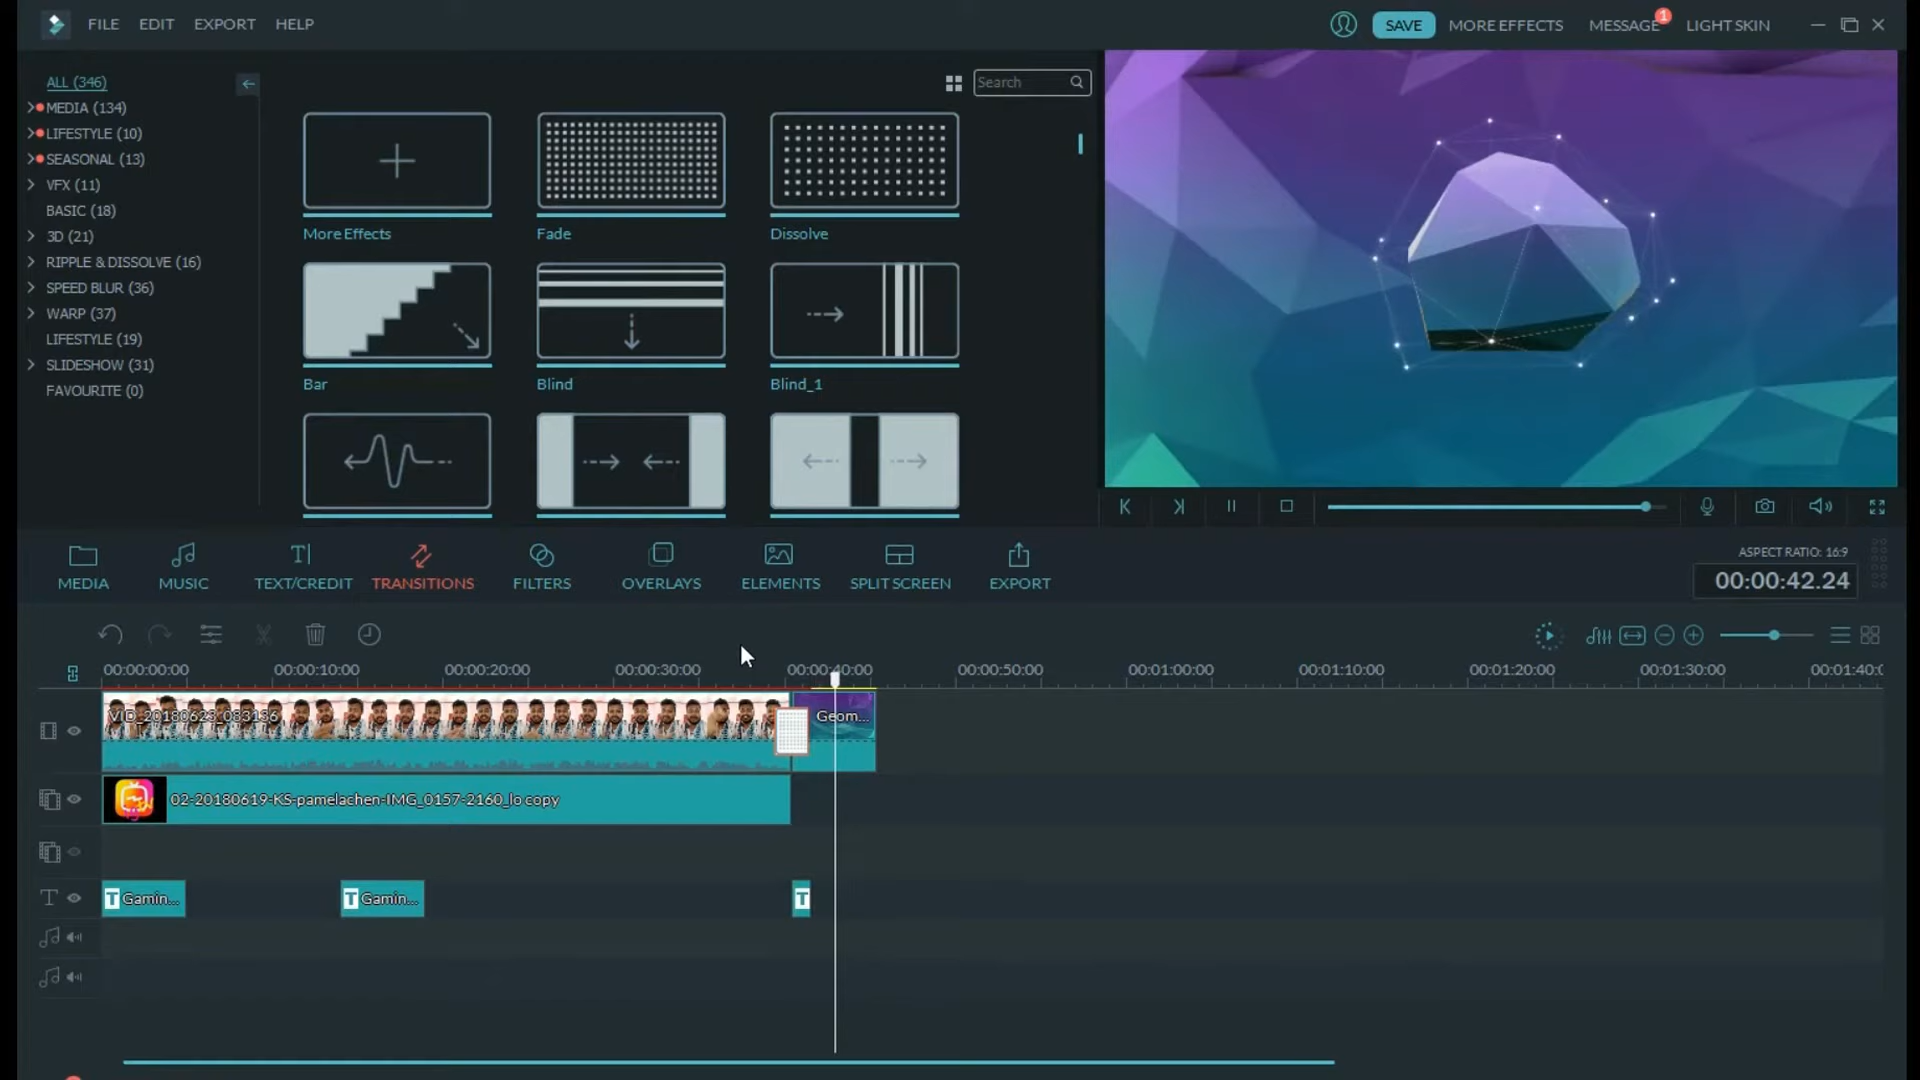 FILE EDIT EXPORT HELP
SAVE MORE EFFECTS MESSAGE 1 LIGHT SKIN
ALL (346)
MEDIA (134)
LIFESTYLE (10)
SEASONAL (13)
VFX (11)
BASIC (18)
3D (21)
RIPPLE & DISSOLVE (16)
SPEED BLUR (36)
WARP (37)
LIFESTYLE (19)
SLIDESHOW (31)
FAVOURITE (0)
Search
More Effects Fade Dissolve
Bar Blind Blind_1
MEDIA MUSIC TEXT/CREDIT TRANSITIONS FILTERS OVERLAYS ELEMENTS SPLIT SCREEN EXPORT
ASPECT RATIO: 16:9
00:00:42.24
00:00:00:00 00:00:10:00 00:00:20:00 00:00:30:00 00:00:40:00 00:00:50:00 00:01:00:00 00:01:10:00 00:01:20:00 00:01:30:00 00:01:40:0
VID_20180623_083136 Geom...
02-20180619-KS-pamelachen-IMG_0157-2160_lo copy
T T Gamin... T Gamin... T